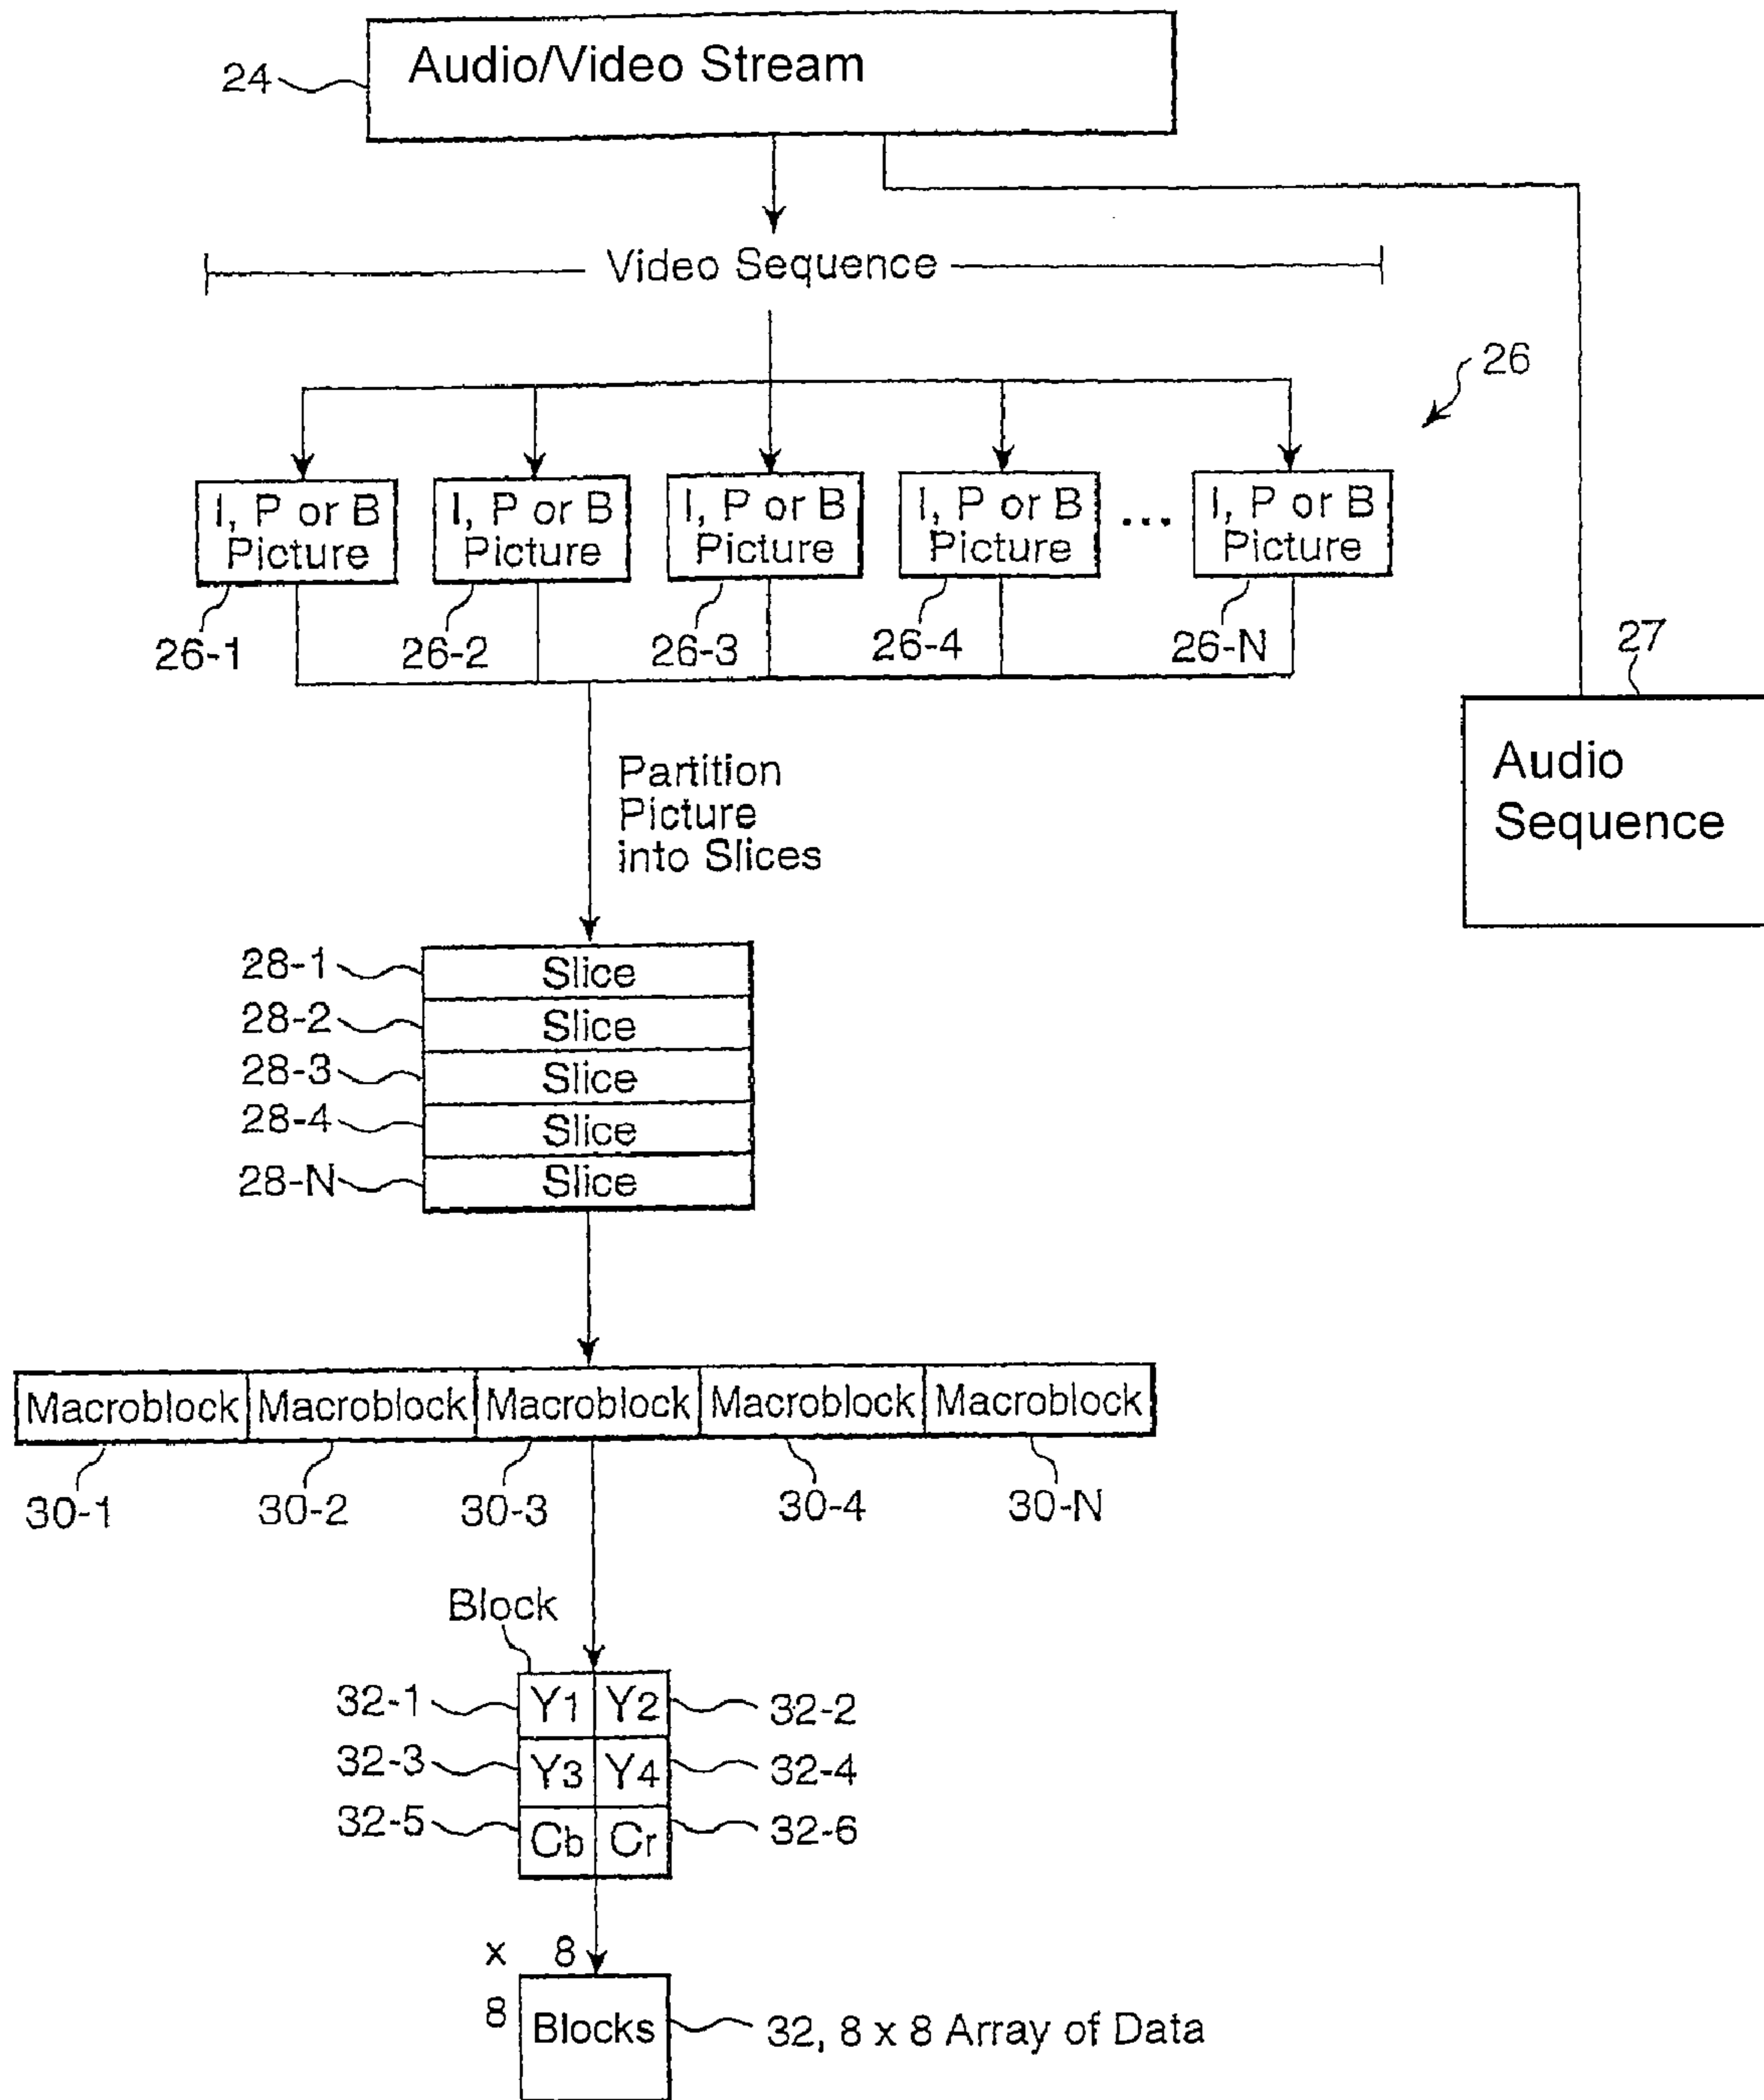 Audio/Video Stream
24
Video Sequence
26
I, P or B
Picture
I, P or B
Picture
I, P or B
Picture
I, P or B
Picture
...
I, P or B
Picture
26-1
26-2
26-3
26-4
26-N
27
Audio
Sequence
Partition
Picture
into Slices
28-1
Slice
28-2
Slice
28-3
Slice
28-4
Slice
28-N
Slice
Macroblock
Macroblock
Macroblock
Macroblock
Macroblock
30-1
30-2
30-3
30-4
30-N
Block
32-1
Y1
Y2
32-2
32-3
Y3
Y4
32-4
32-5
Cb
Cr
32-6
x
8
8
Blocks
32, 8 x 8 Array of Data